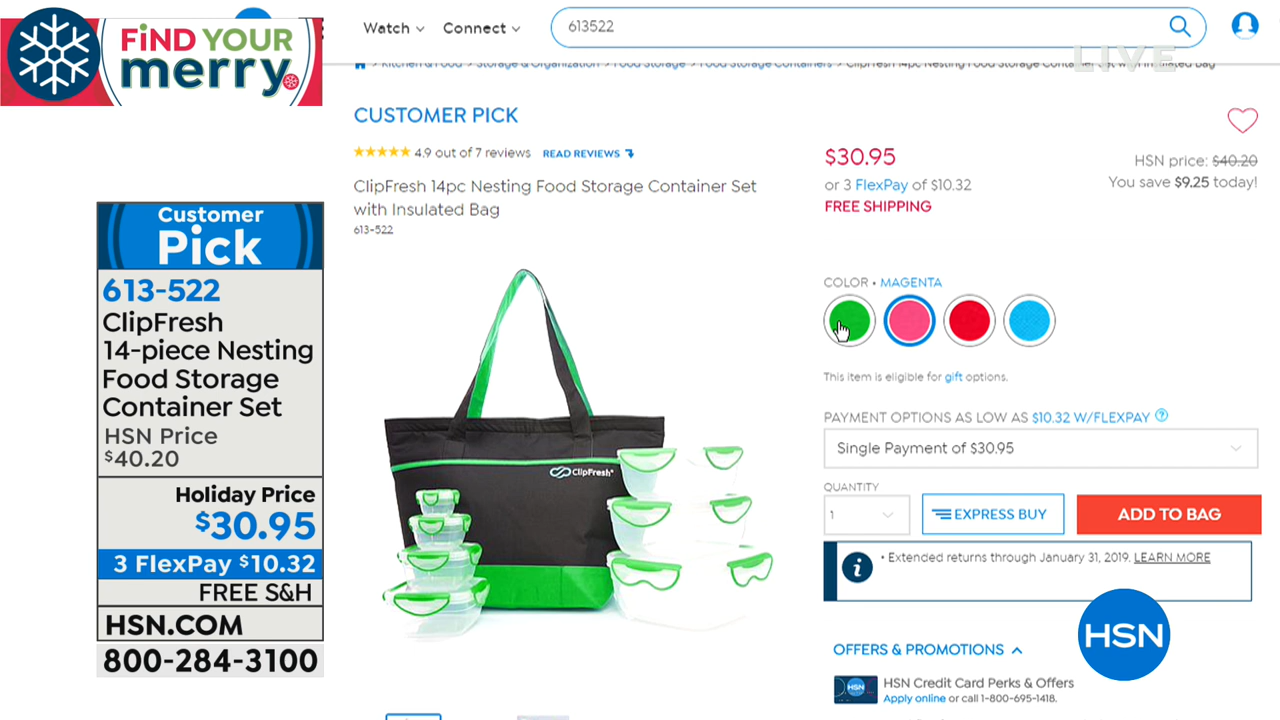 FiND YOUR
merry.
Watch
Connect
613522
LIVE
Kitchen & Food > Storage & Organization > Food Storage > Food Storage Containers > ClipFresh 14pc Nesting Food Storage Container Set with Insulated Bag
CUSTOMER PICK
4.9 out of 7 reviews READ REVIEWS
ClipFresh 14pc Nesting Food Storage Container Set
with Insulated Bag
613-522
$30.95
or 3 FlexPay of $10.32
FREE SHIPPING
HSN price: $40.20
You save $9.25 today!
COLOR • MAGENTA
This item is eligible for gift options.
PAYMENT OPTIONS AS LOW AS $10.32 W/FLEXPAY ?
Single Payment of $30.95
QUANTITY
1
EXPRESS BUY
ADD TO BAG
i
• Extended returns through January 31, 2019. LEARN MORE
OFFERS & PROMOTIONS
HSN
HSN Credit Card Perks & Offers
Apply online or call 1-800-695-1418.
HSN
ClipFresh®
Customer
Pick
613-522
ClipFresh
14-piece Nesting
Food Storage
Container Set
HSN Price
$40.20
Holiday Price
$30.95
3 FlexPay $10.32
FREE S&H
HSN.COM
800-284-3100